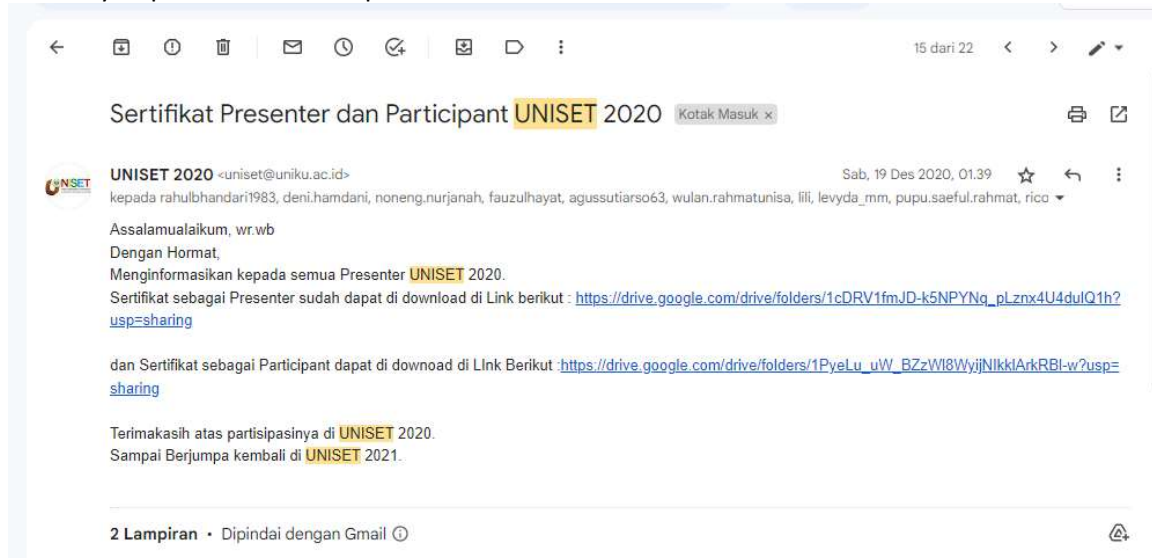 15 dari 22
Sertifikat Presenter dan Participant UNISET 2020 Kotak Masuk x
UNISET
UNISET 2020 <uniset@uniku.ac.id> Sab, 19 Des 2020, 01.39
kepada rahulbhandari1983, deni.hamdani, noneng.nurjanah, fauzulhayat, agussutiarso63, wulan.rahmatunisa, lili, levyda_mm, pupu.saeful.rahmat, rico
Assalamualaikum, wr.wb
Dengan Hormat,
Menginformasikan kepada semua Presenter UNISET 2020.
Sertifikat sebagai Presenter sudah dapat di download di Link berikut : https://drive.google.com/drive/folders/1cDRV1fmJD-k5NPYNq_pLznx4U4dulQ1h?
usp=sharing
dan Sertifikat sebagai Participant dapat di downoad di LInk Berikut :https://drive.google.com/drive/folders/1PyeLu_uW_BZzWl8WyijNIkklArkRBl-w?usp=
sharing
Terimakasih atas partisipasinya di UNISET 2020.
Sampai Berjumpa kembali di UNISET 2021.
2 Lampiran • Dipindai dengan Gmail